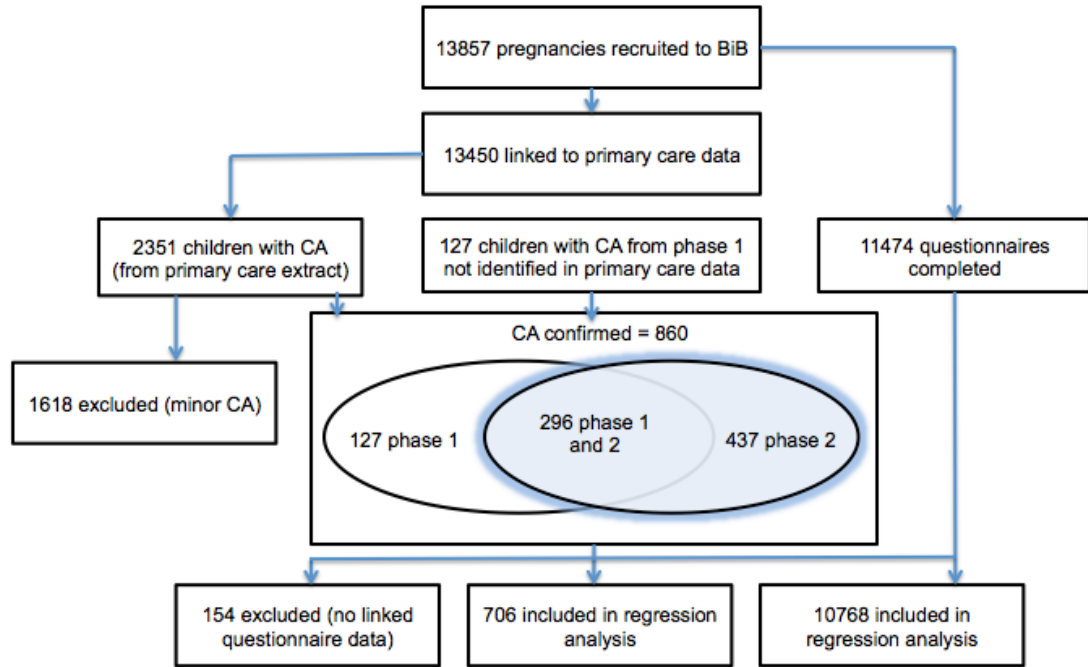 13857 pregnancies recruited to BiB
13450 linked to primary care data
2351 children with CA
(from primary care extract)
127 children with CA from phase 1
not identified in primary care data
11474 questionnaires
completed
CA confirmed = 860
1618 excluded (minor CA)
127 phase 1
296 phase 1
and 2
437 phase 2
154 excluded (no linked
questionnaire data)
706 included in regression
analysis
10768 included in
regression analysis